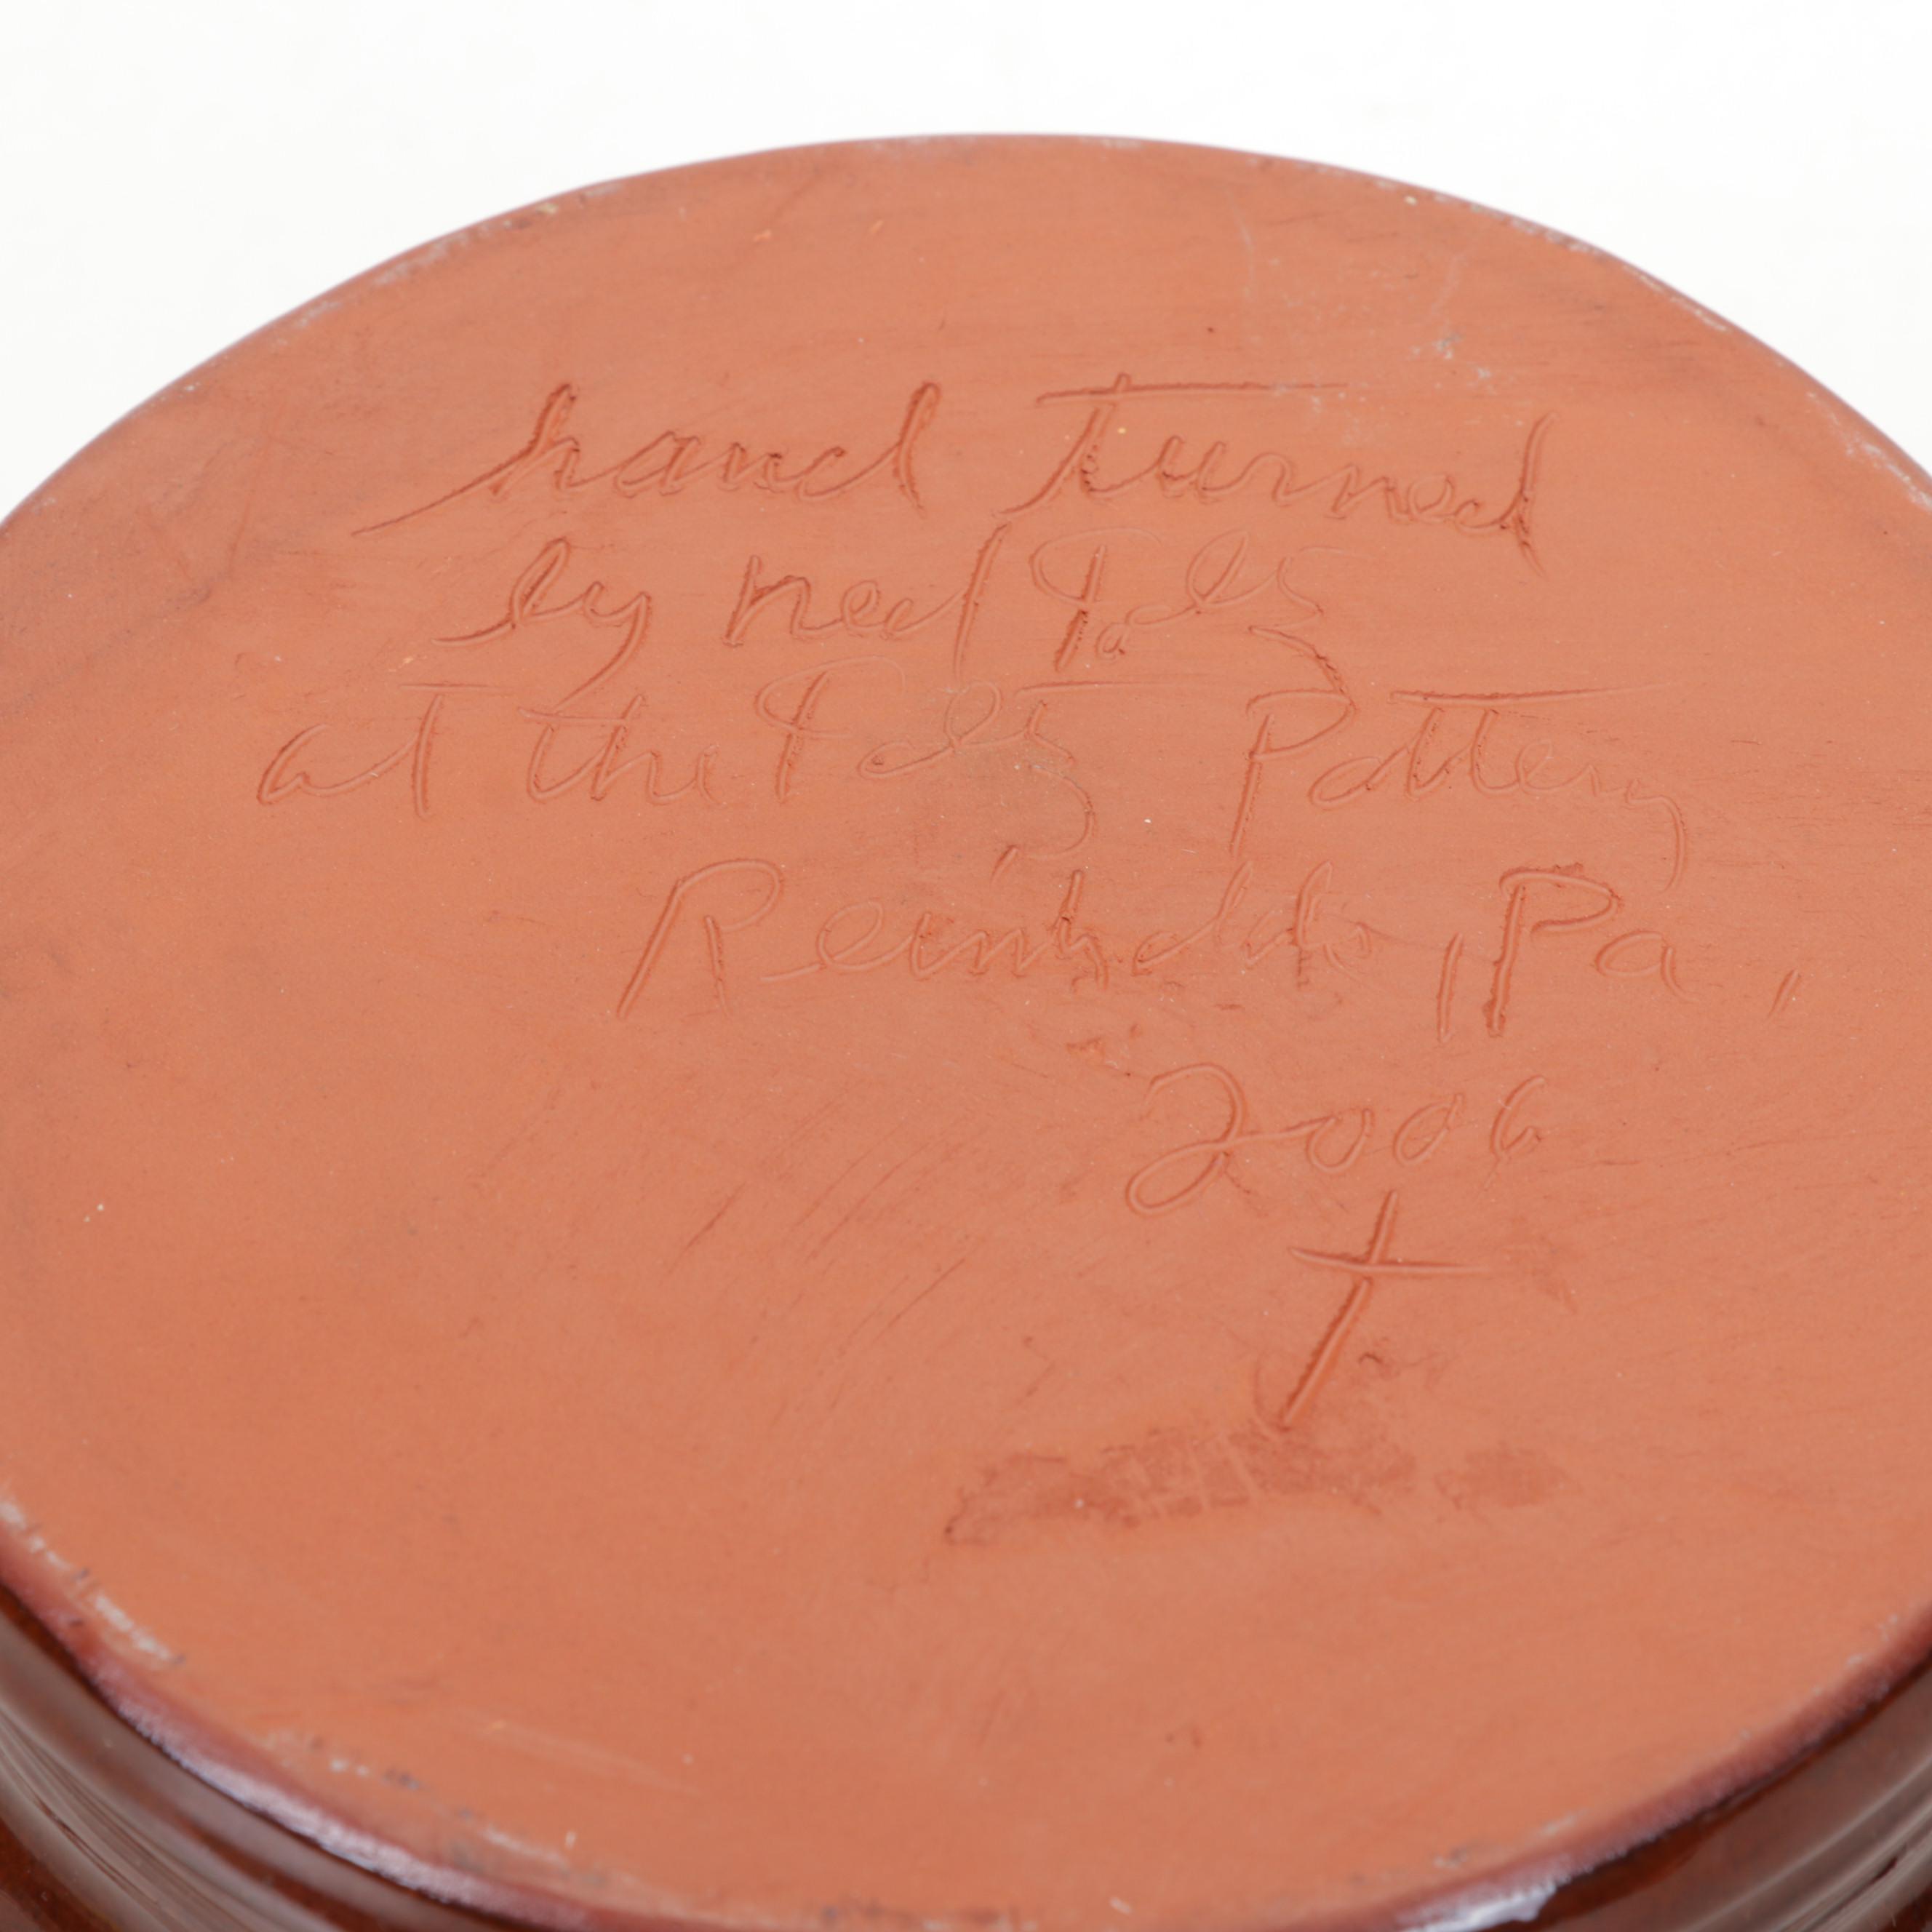 hand turned
by ned Foltz
at the Foltz Pottery
Reinholds, Pa,
2006